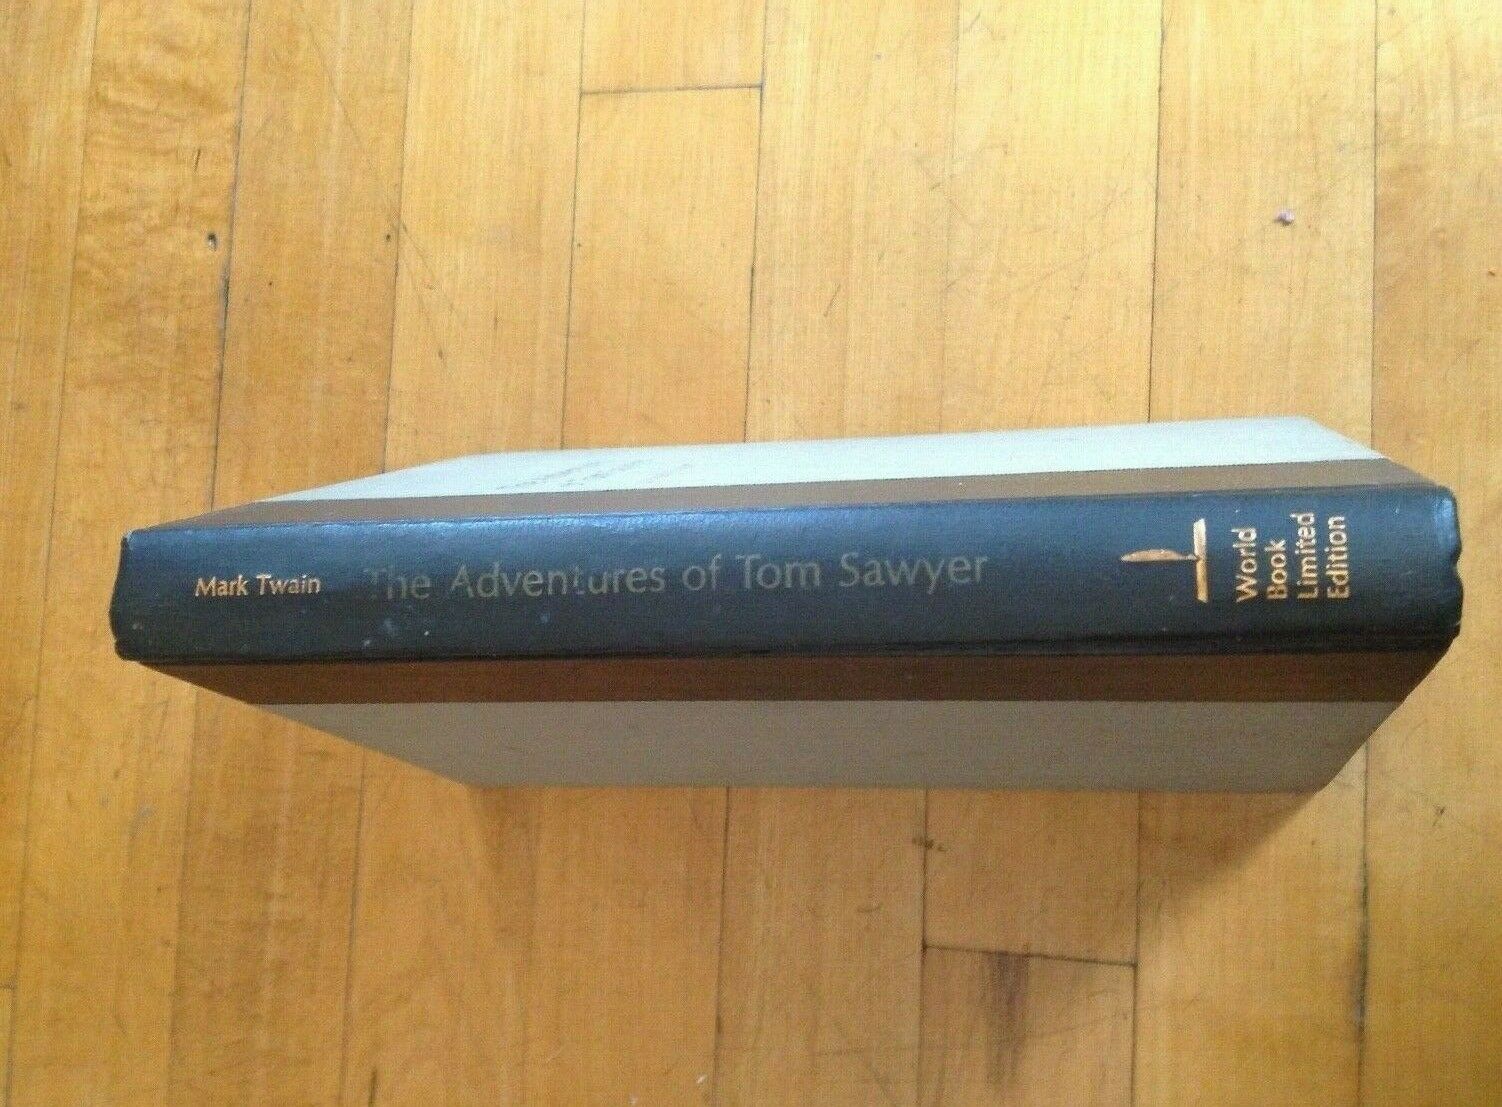 Mark Twain
The Adventures of Tom Sawyer
World
Book
Limited
Edition